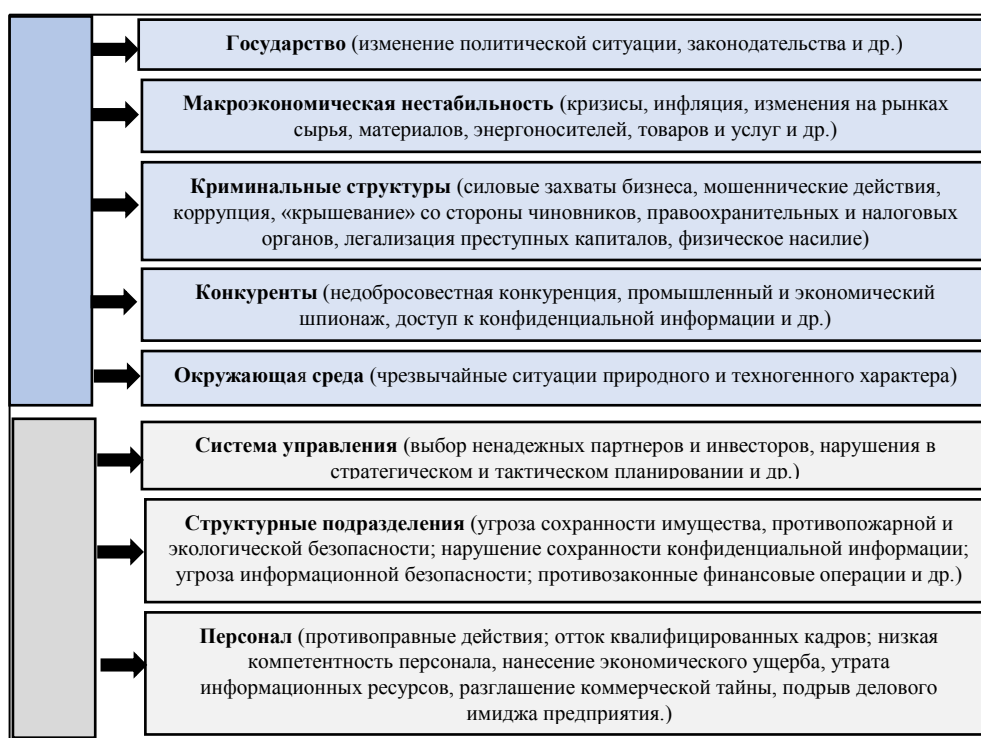 Государство (изменение политической ситуации, законодательства и др.)
Макроэкономическая нестабильность (кризисы, инфляция, изменения на рынках
сырья, материалов, энергоносителей, товаров и услуг и др.)
Криминальные структуры (силовые захваты бизнеса, мошеннические действия,
коррупция, «крышевание» со стороны чиновников, правоохранительных и налоговых
органов, легализация преступных капиталов, физическое насилие)
Конкуренты (недобросовестная конкуренция, промышленный и экономический
шпионаж, доступ к конфиденциальной информации и др.)
Окружающая среда (чрезвычайные ситуации природного и техногенного характера)
Система управления (выбор ненадежных партнеров и инвесторов, нарушения в
стратегическом и тактическом планировании и др.)
Структурные подразделения (угроза сохранности имущества, противопожарной и
экологической безопасности; нарушение сохранности конфиденциальной информации;
угроза информационной безопасности; противозаконные финансовые операции и др.)
Персонал (противоправные действия; отток квалифицированных кадров; низкая
компетентность персонала, нанесение экономического ущерба, утрата
информационных ресурсов, разглашение коммерческой тайны, подрыв делового
имиджа предприятия.)